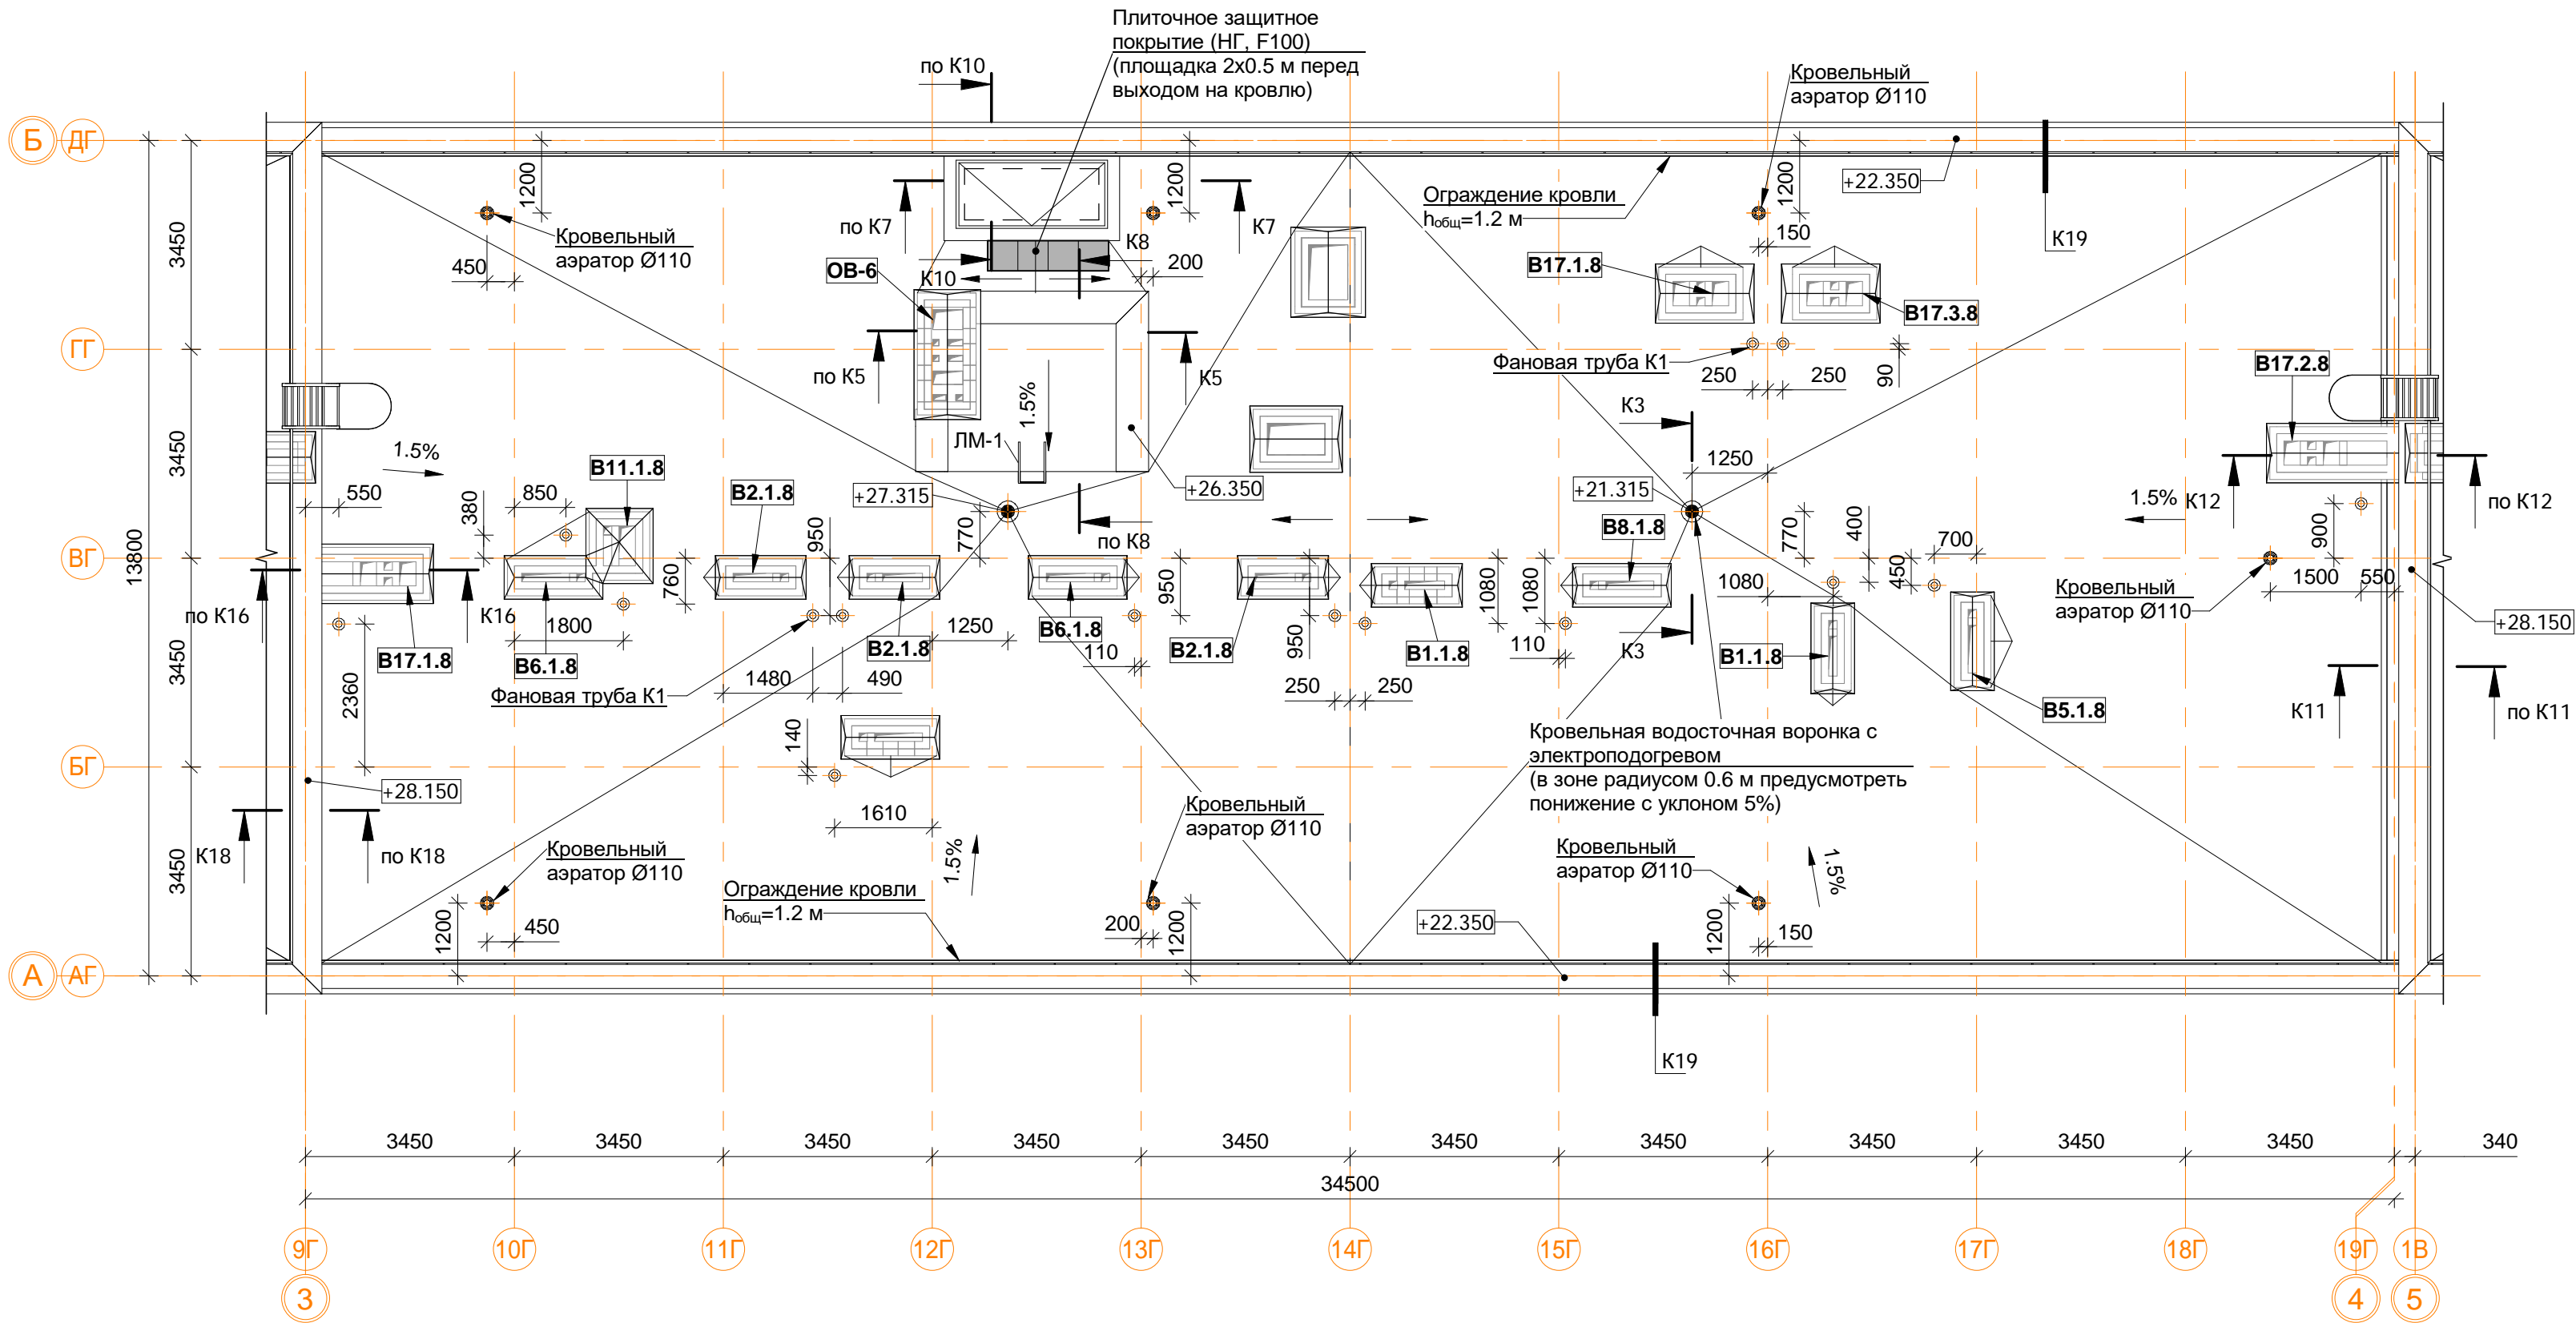 Плиточное защитное
покрытие (НГ, F100)
(площадка 2х0.5 м перед
выходом на кровлю)
по К10
Кровельный
аэратор Ø110
Б
ДГ
1200
1200
1200
+22.350
Ограждение кровли
hобщ=1.2 м
К19
3450
Кровельный
аэратор Ø110
450
по К7
К7
К8
200
150
ОВ-6
К10
В17.1.8
В17.3.8
ГГ
по К5
К5
Фановая труба К1
250
250
90
В17.2.8
13800
3450
1.5%
1.5%
ЛМ-1
К3
1250
550
380
850
В11.1.8
В2.1.8
+27.315
+26.350
+21.315
В8.1.8
1.5%
К12
по К12
950
770
по К8
770
400
700
900
ВГ
760
950
1080
1080
1080
450
Кровельный
аэратор Ø110
1500
550
по К16
К16
1800
В17.1.8
В6.1.8
В2.1.8
1250
В6.1.8
110
В2.1.8
950
В1.1.8
110
К3
В1.1.8
+28.150
3450
2360
Фановая труба К1
1480
490
250
250
В5.1.8
К11
по К11
140
Кровельная водосточная воронка с
электроподогревом
(в зоне радиусом 0.6 м предусмотреть
понижение с уклоном 5%)
БГ
+28.150
1610
Кровельный
аэратор Ø110
К18
по К18
3450
Кровельный
аэратор Ø110
1.5%
Кровельный
аэратор Ø110
1.5%
Ограждение кровли
hобщ=1.2 м
1200
450
200
1200
+22.350
1200
150
А
АГ
К19
3450
3450
3450
3450
3450
3450
3450
3450
3450
3450
340
34500
9Г
10Г
11Г
12Г
13Г
14Г
15Г
16Г
17Г
18Г
19Г
1В
3
4
5